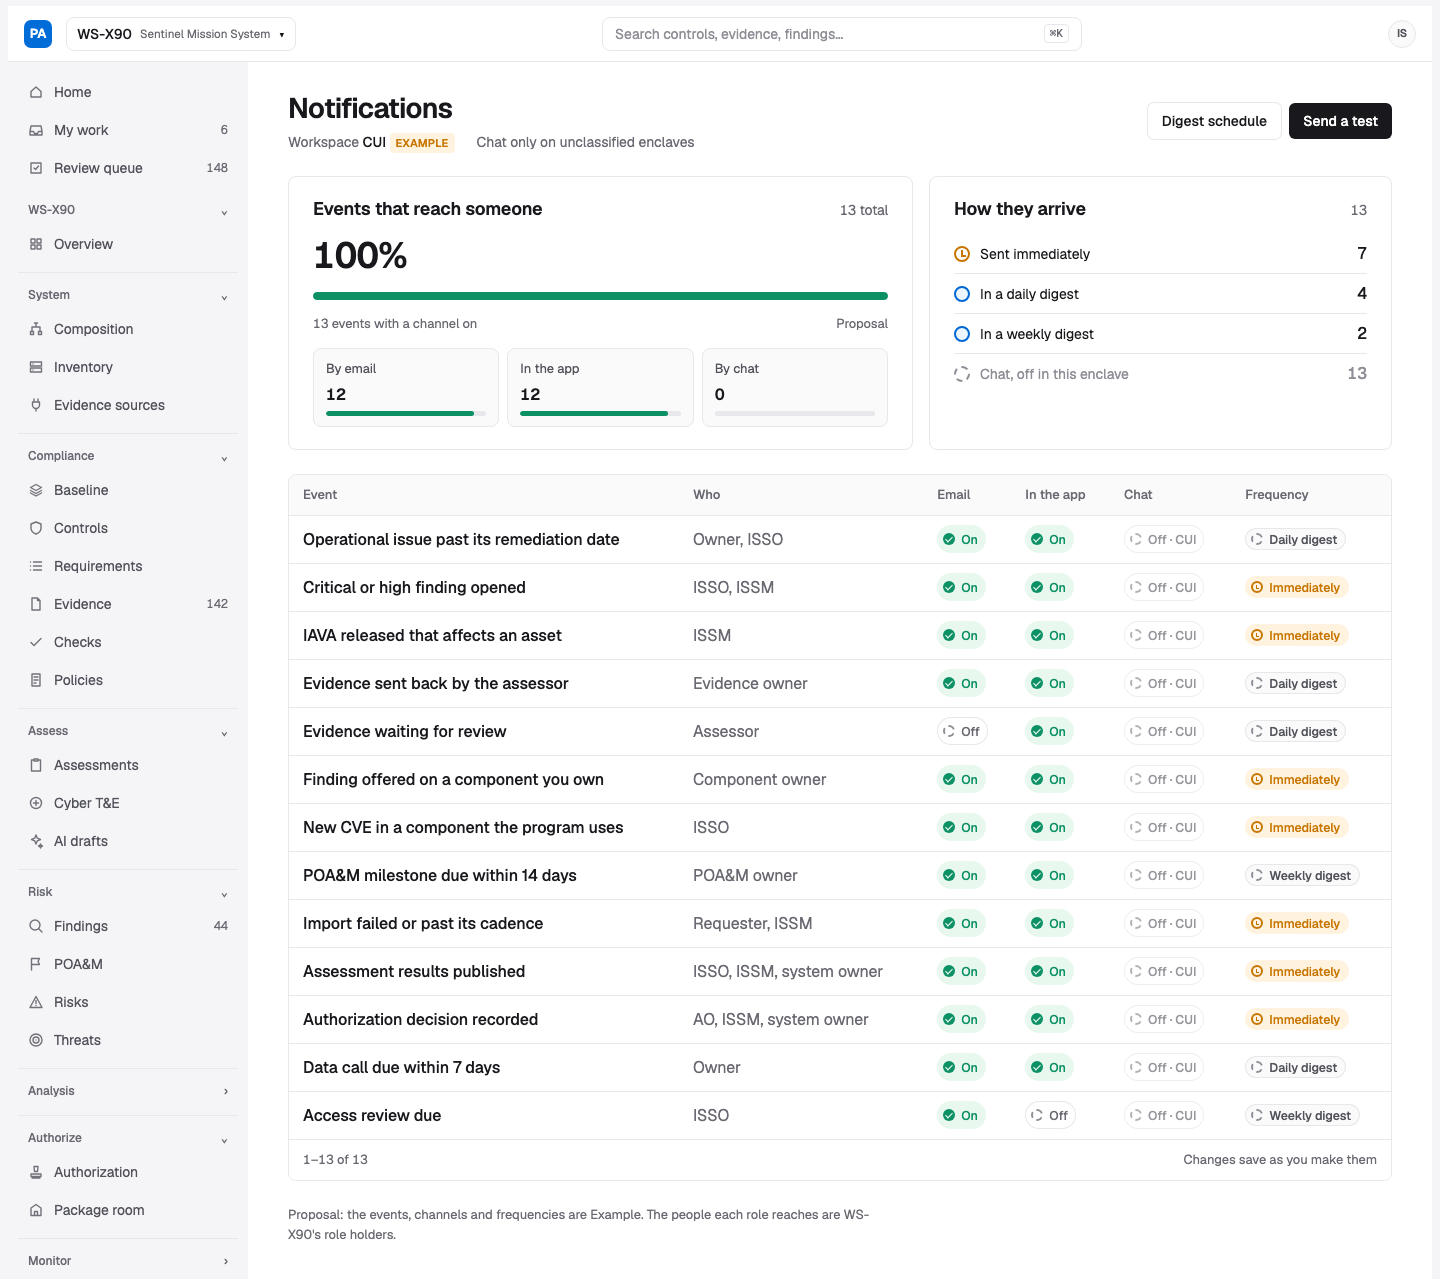 PA WS-X90 Sentinel Mission System Search controls, evidence, findings... ⌘K IS
Home
My work 6
Review queue 148
WS-X90
Overview
System
Composition
Inventory
Evidence sources
Compliance
Baseline
Controls
Requirements
Evidence 142
Checks
Policies
Assess
Assessments
Cyber T&E
AI drafts
Risk
Findings 44
POA&M
Risks
Threats
Analysis
Authorize
Authorization
Package room
Monitor
Notifications
Workspace CUI EXAMPLE Chat only on unclassified enclaves
Digest schedule Send a test
Events that reach someone 13 total
100%
13 events with a channel on Proposal
By email In the app By chat
12 12 0
How they arrive 13
Sent immediately 7
In a daily digest 4
In a weekly digest 2
Chat, off in this enclave 13
Event Who Email In the app Chat Frequency
Operational issue past its remediation date Owner, ISSO On On Off · CUI Daily digest
Critical or high finding opened ISSO, ISSM On On Off · CUI Immediately
IAVA released that affects an asset ISSM On On Off · CUI Immediately
Evidence sent back by the assessor Evidence owner On On Off · CUI Daily digest
Evidence waiting for review Assessor Off On Off · CUI Daily digest
Finding offered on a component you own Component owner On On Off · CUI Immediately
New CVE in a component the program uses ISSO On On Off · CUI Immediately
POA&M milestone due within 14 days POA&M owner On On Off · CUI Weekly digest
Import failed or past its cadence Requester, ISSM On On Off · CUI Immediately
Assessment results published ISSO, ISSM, system owner On On Off · CUI Immediately
Authorization decision recorded AO, ISSM, system owner On On Off · CUI Immediately
Data call due within 7 days Owner On On Off · CUI Daily digest
Access review due ISSO On Off Off · CUI Weekly digest
1–13 of 13 Changes save as you make them
Proposal: the events, channels and frequencies are Example. The people each role reaches are WS-
X90's role holders.